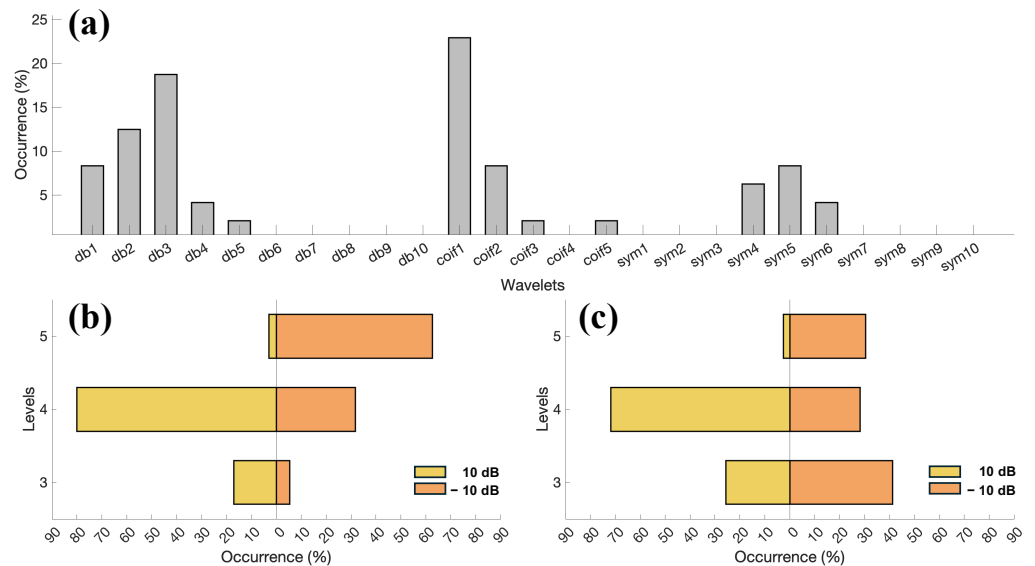 (a)
Occurrence (%)
25
20
15
10
5
db1 db2 db3 db4 db5 db6 db7 db8 db9 db10 coif1 coif2 coif3 coif4 coif5 sym1 sym2 sym3 sym4 sym5 sym6 sym7 sym8 sym9 sym10
Wavelets
(b)
Levels
5
4
3
10 dB
− 10 dB
90 80 70 60 50 40 30 20 10 0 10 20 30 40 50 60 70 80 90
Occurrence (%)
(c)
Levels
5
4
3
10 dB
− 10 dB
90 80 70 60 50 40 30 20 10 0 10 20 30 40 50 60 70 80 90
Occurrence (%)